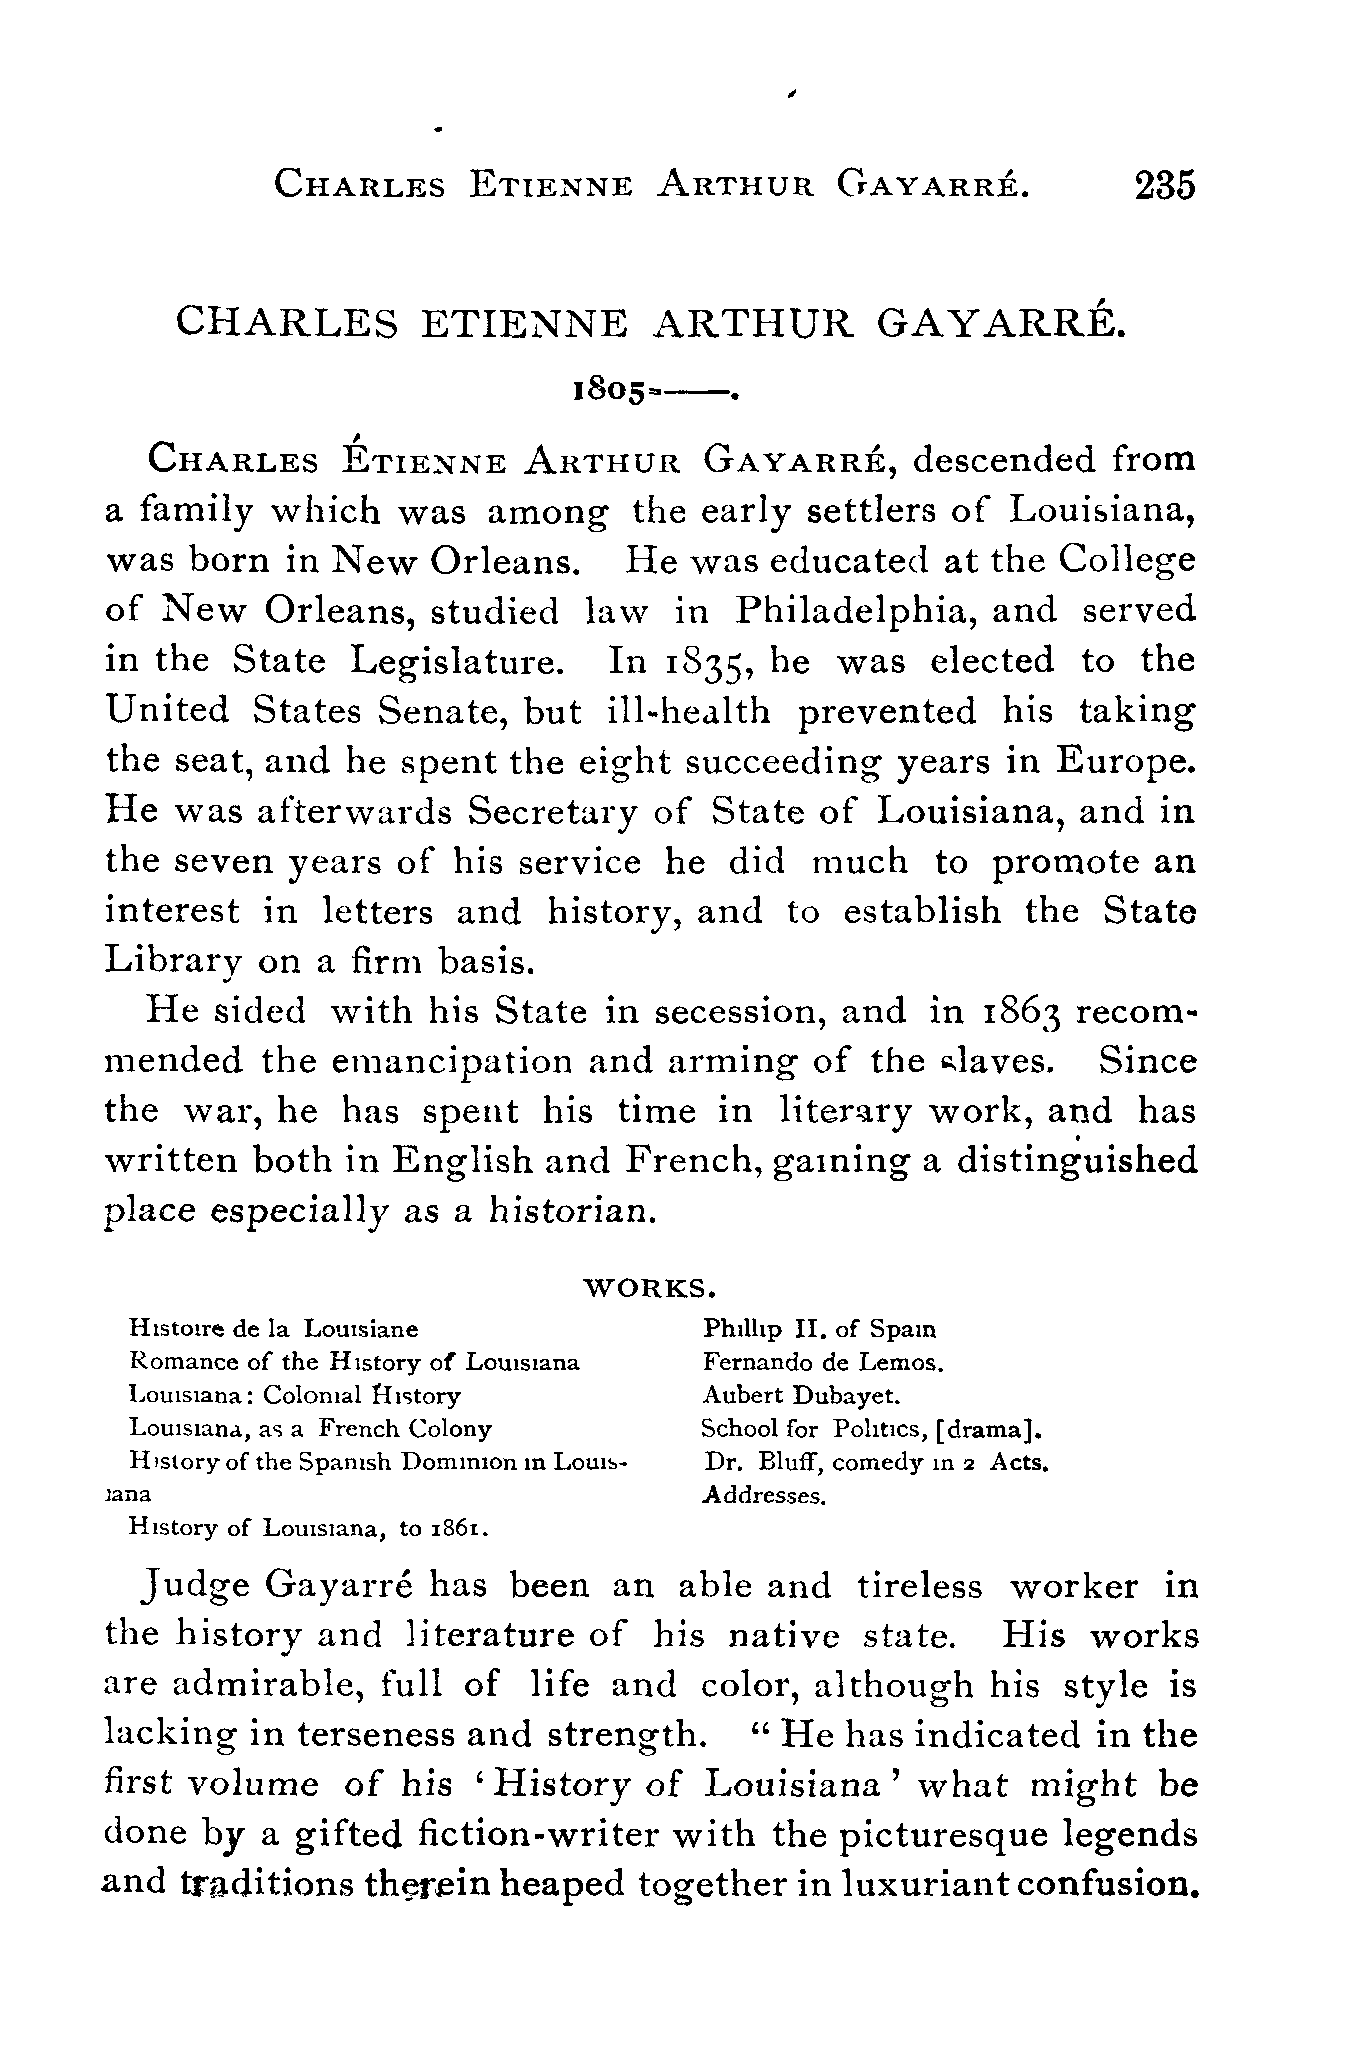 CHARLES ETIENNE ARTHUR GAYARRÉ. 235
CHARLES ETIENNE ARTHUR GAYARRÉ.
1805=——.
CHARLES ÉTIENNE ARTHUR GAYARRÉ, descended from
a family which was among the early settlers of Louisiana,
was born in New Orleans. He was educated at the College
of New Orleans, studied law in Philadelphia, and served
in the State Legislature. In 1835, he was elected to the
United States Senate, but ill-health prevented his taking
the seat, and he spent the eight succeeding years in Europe.
He was afterwards Secretary of State of Louisiana, and in
the seven years of his service he did much to promote an
interest in letters and history, and to establish the State
Library on a firm basis.
He sided with his State in secession, and in 1863 recom-
mended the emancipation and arming of the slaves. Since
the war, he has spent his time in literary work, and has
written both in English and French, gaining a distinguished
place especially as a historian.
WORKS.
Histoire de la Louisiane
Romance of the History of Louisiana
Louisiana: Colonial History
Louisiana, as a French Colony
History of the Spanish Dominion in Louis-
iana
History of Louisiana, to 1861.
Phillip II. of Spain
Fernando de Lemos.
Aubert Dubayet.
School for Politics, [drama].
Dr. Bluff, comedy in 2 Acts.
Addresses.
Judge Gayarré has been an able and tireless worker in
the history and literature of his native state. His works
are admirable, full of life and color, although his style is
lacking in terseness and strength. “ He has indicated in the
first volume of his ‘ History of Louisiana ’ what might be
done by a gifted fiction-writer with the picturesque legends
and traditions therein heaped together in luxuriant confusion.